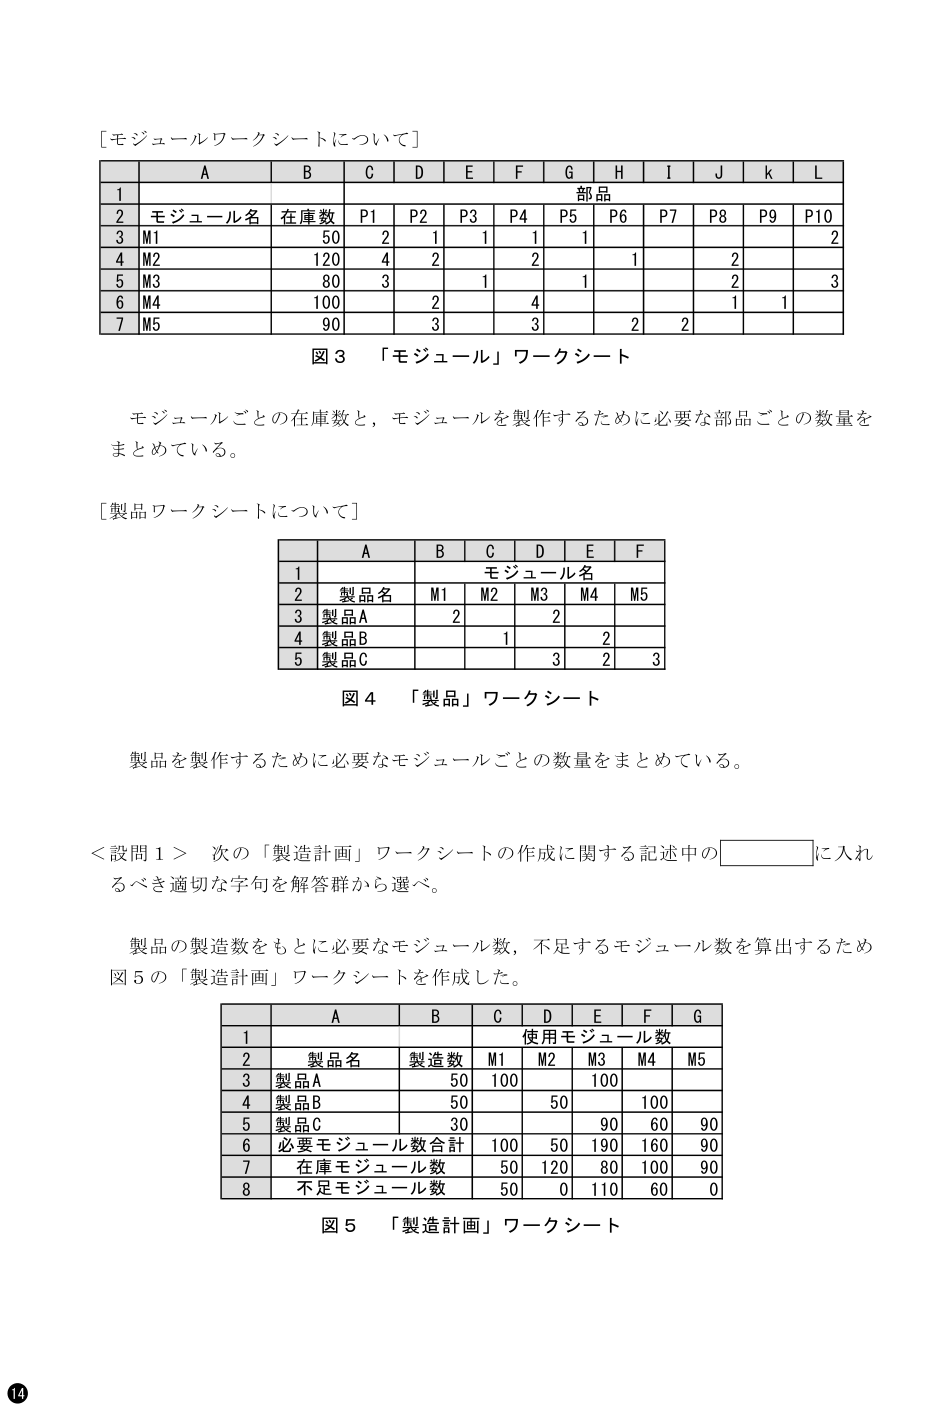 [モジュールワークシートについて]
A B C D E F G H I J k L
1 部品
2 モジュール名 在庫数 P1 P2 P3 P4 P5 P6 P7 P8 P9 P10
3 M1 50 2 1 1 1 1 2
4 M2 120 4 2 2 1 2
5 M3 80 3 1 1 2 3
6 M4 100 2 4 1 1
7 M5 90 3 3 2 2
図3 「モジュール」ワークシート
モジュールごとの在庫数と，モジュールを製作するために必要な部品ごとの数量を
まとめている。
[製品ワークシートについて]
A B C D E F
1 モジュール名
2 製品名 M1 M2 M3 M4 M5
3 製品A 2 2
4 製品B 1 2
5 製品C 3 2 3
図4 「製品」ワークシート
製品を製作するために必要なモジュールごとの数量をまとめている。
＜設問1＞ 次の「製造計画」ワークシートの作成に関する記述中の に入れ
るべき適切な字句を解答群から選べ。
製品の製造数をもとに必要なモジュール数，不足するモジュール数を算出するため
図5の「製造計画」ワークシートを作成した。
A B C D E F G
1 使用モジュール数
2 製品名 製造数 M1 M2 M3 M4 M5
3 製品A 50 100 100
4 製品B 50 50 100
5 製品C 30 90 60 90
6 必要モジュール数合計 100 50 190 160 90
7 在庫モジュール数 50 120 80 100 90
8 不足モジュール数 50 0 110 60 0
図5 「製造計画」ワークシート
14